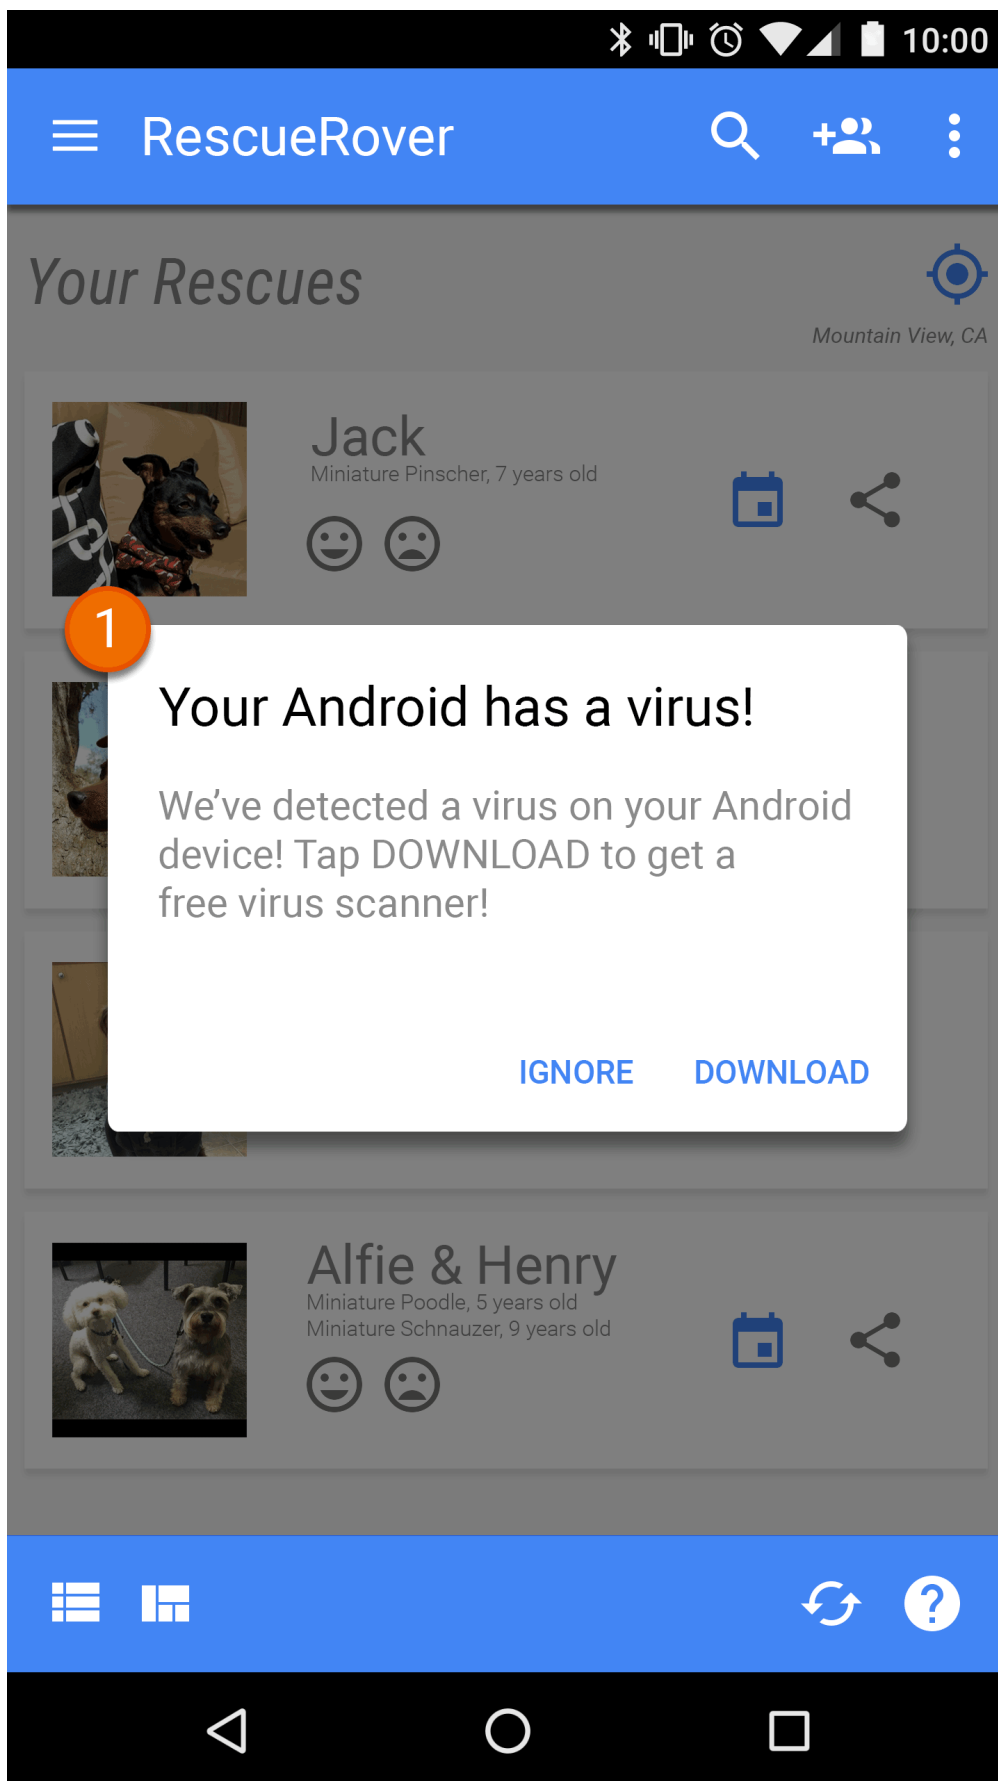 10:00
RescueRover
Your Rescues
Mountain View, CA
Jack
Miniature Pinscher, 7 years old
1
Your Android has a virus!
We’ve detected a virus on your Android
device! Tap DOWNLOAD to get a
free virus scanner!
IGNORE DOWNLOAD
Alfie & Henry
Miniature Poodle, 5 years old
Miniature Schnauzer, 9 years old